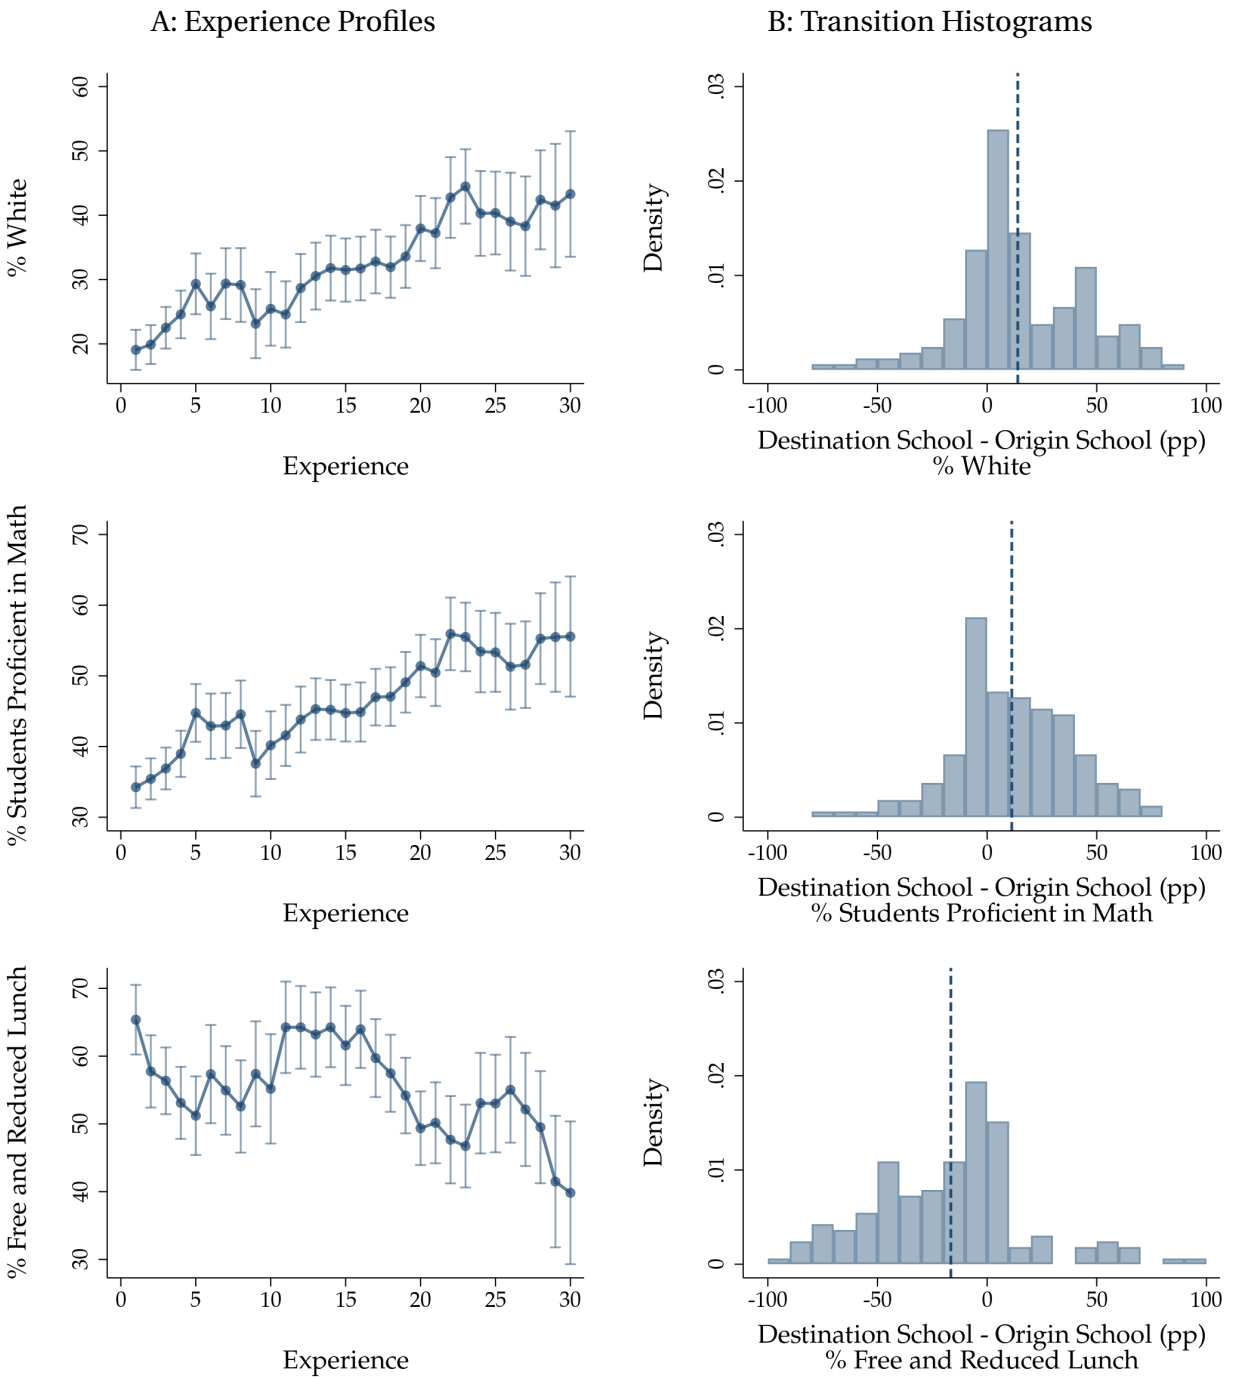 A: Experience Profiles
B: Transition Histograms
% White
60
50
40
30
20
0 5 10 15 20 25 30
Experience
Density
.03
.02
.01
0
-100 -50 0 50 100
Destination School - Origin School (pp)
% White
% Students Proficient in Math
70
60
50
40
30
0 5 10 15 20 25 30
Experience
Density
.03
.02
.01
0
-100 -50 0 50 100
Destination School - Origin School (pp)
% Students Proficient in Math
% Free and Reduced Lunch
70
60
50
40
30
0 5 10 15 20 25 30
Experience
Density
.03
.02
.01
0
-100 -50 0 50 100
Destination School - Origin School (pp)
% Free and Reduced Lunch